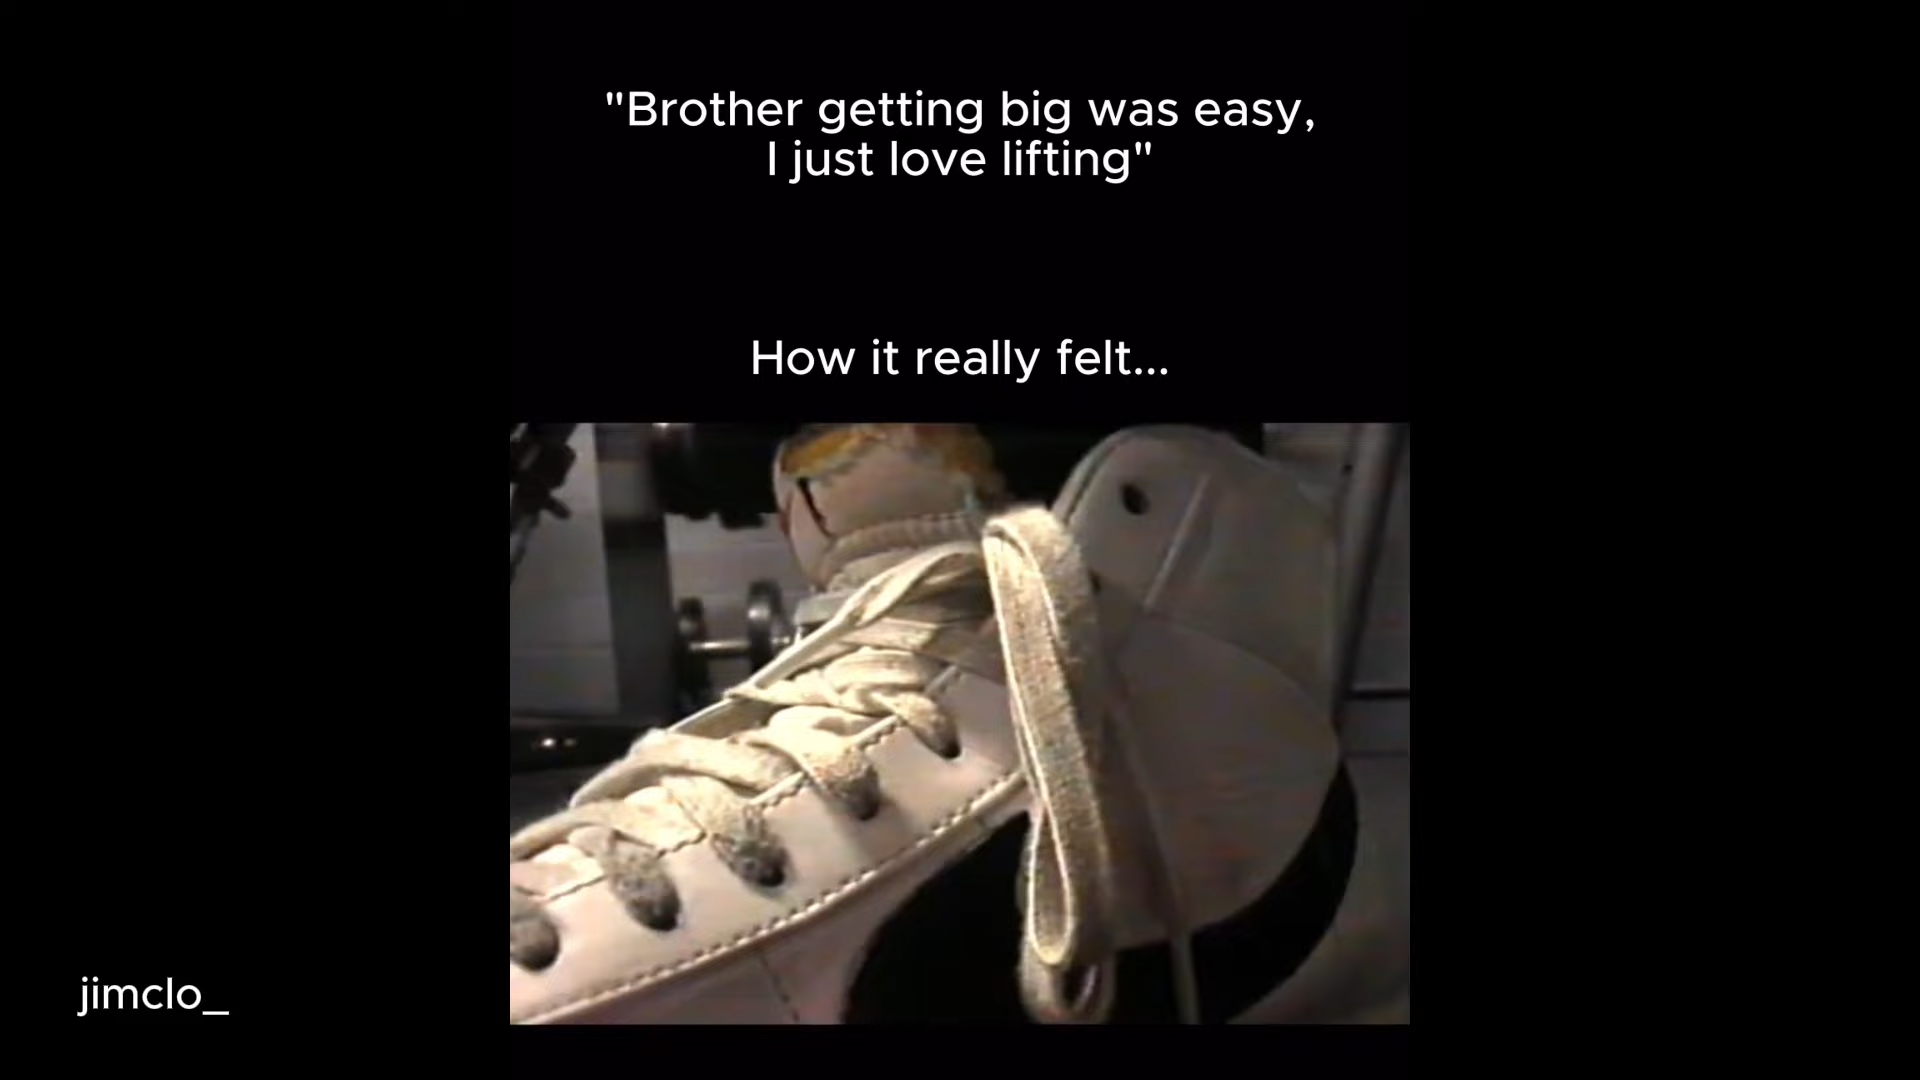 "Brother getting big was easy,
I just love lifting"
How it really felt...
jimclo_